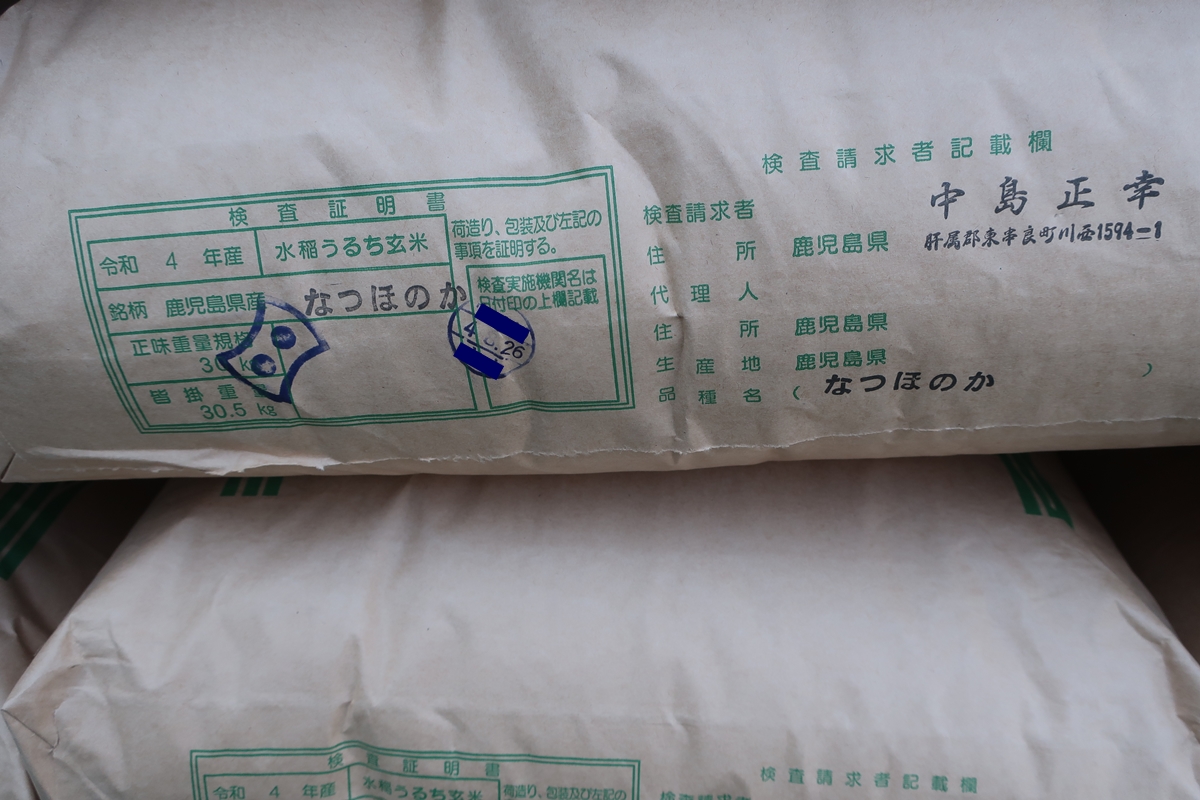 検査証明書
令和 4 年産 水稲うるち玄米
荷造り、包装及び左記の
事項を証明する。
銘柄 鹿児島県産 なつほのか
検査実施機関名は
日付印の上欄記載
正味重量規格
30 kg
皆掛重量
30.5 kg
検査請求者記載欄
検査請求者 中島正幸
住所 鹿児島県 肝属郡東串良町川西1594-1
代理人
住所 鹿児島県
生産地 鹿児島県
品種名 ( なつほのか )
検査証明書
令和 4 年産 水稲うるち玄米
荷造り、包装及び左記の
検査請求者記載欄
検査請求者